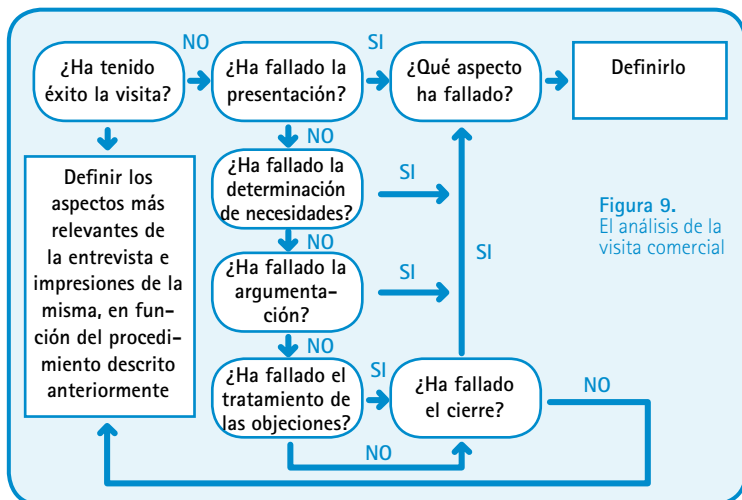 NO
SI
¿Ha tenido
éxito la visita?
¿Ha fallado la
presentación?
¿Qué aspecto
ha fallado?
Definirlo
NO
Definir los
aspectos más
relevantes de
la entrevista e
impresiones de la
misma, en fun-
ción del procedi-
miento descrito
anteriormente
¿Ha fallado la
determinación
de necesidades?
SI
NO
¿Ha fallado la
argumenta-
ción?
SI
SI
NO
¿Ha fallado el
tratamiento de
las objeciones?
SI
¿Ha fallado
el cierre?
NO
NO
Figura 9.
El análisis de la
visita comercial